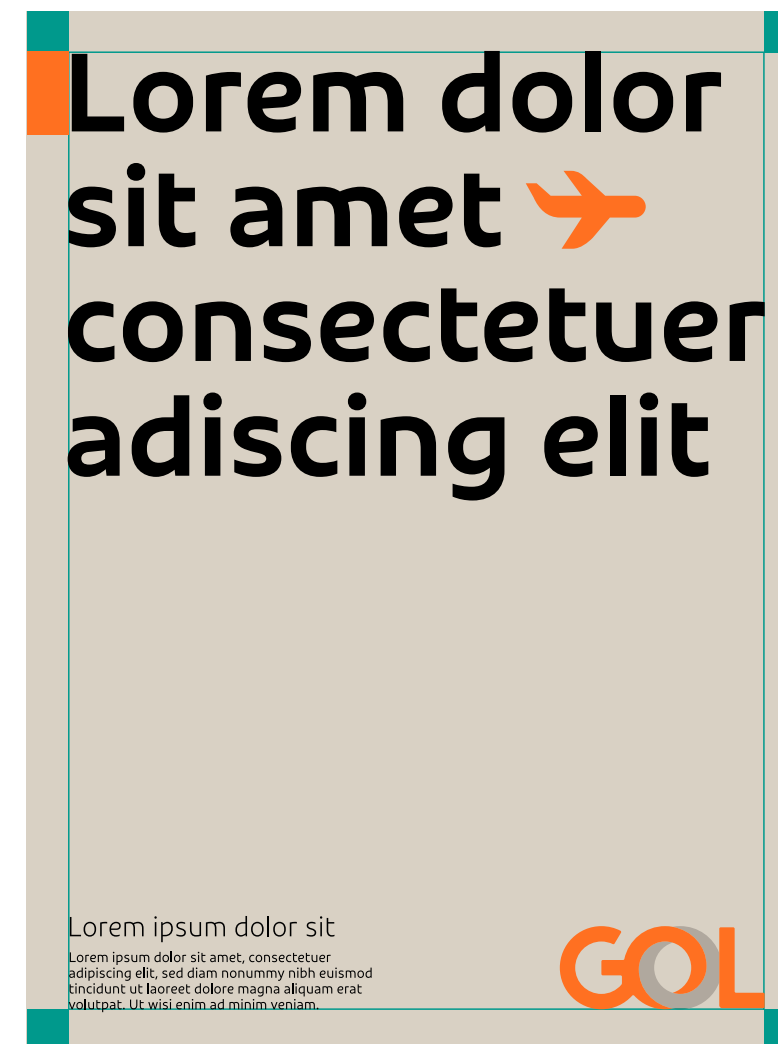 Lorem dolor
sit amet
consectetuer
adiscing elit
Lorem ipsum dolor sit
Lorem ipsum dolor sit amet, consectetuer
adipiscing elit, sed diam nonummy nibh euismod
tincidunt ut laoreet dolore magna aliquam erat
volutpat. Ut wisi enim ad minim veniam.
GOL